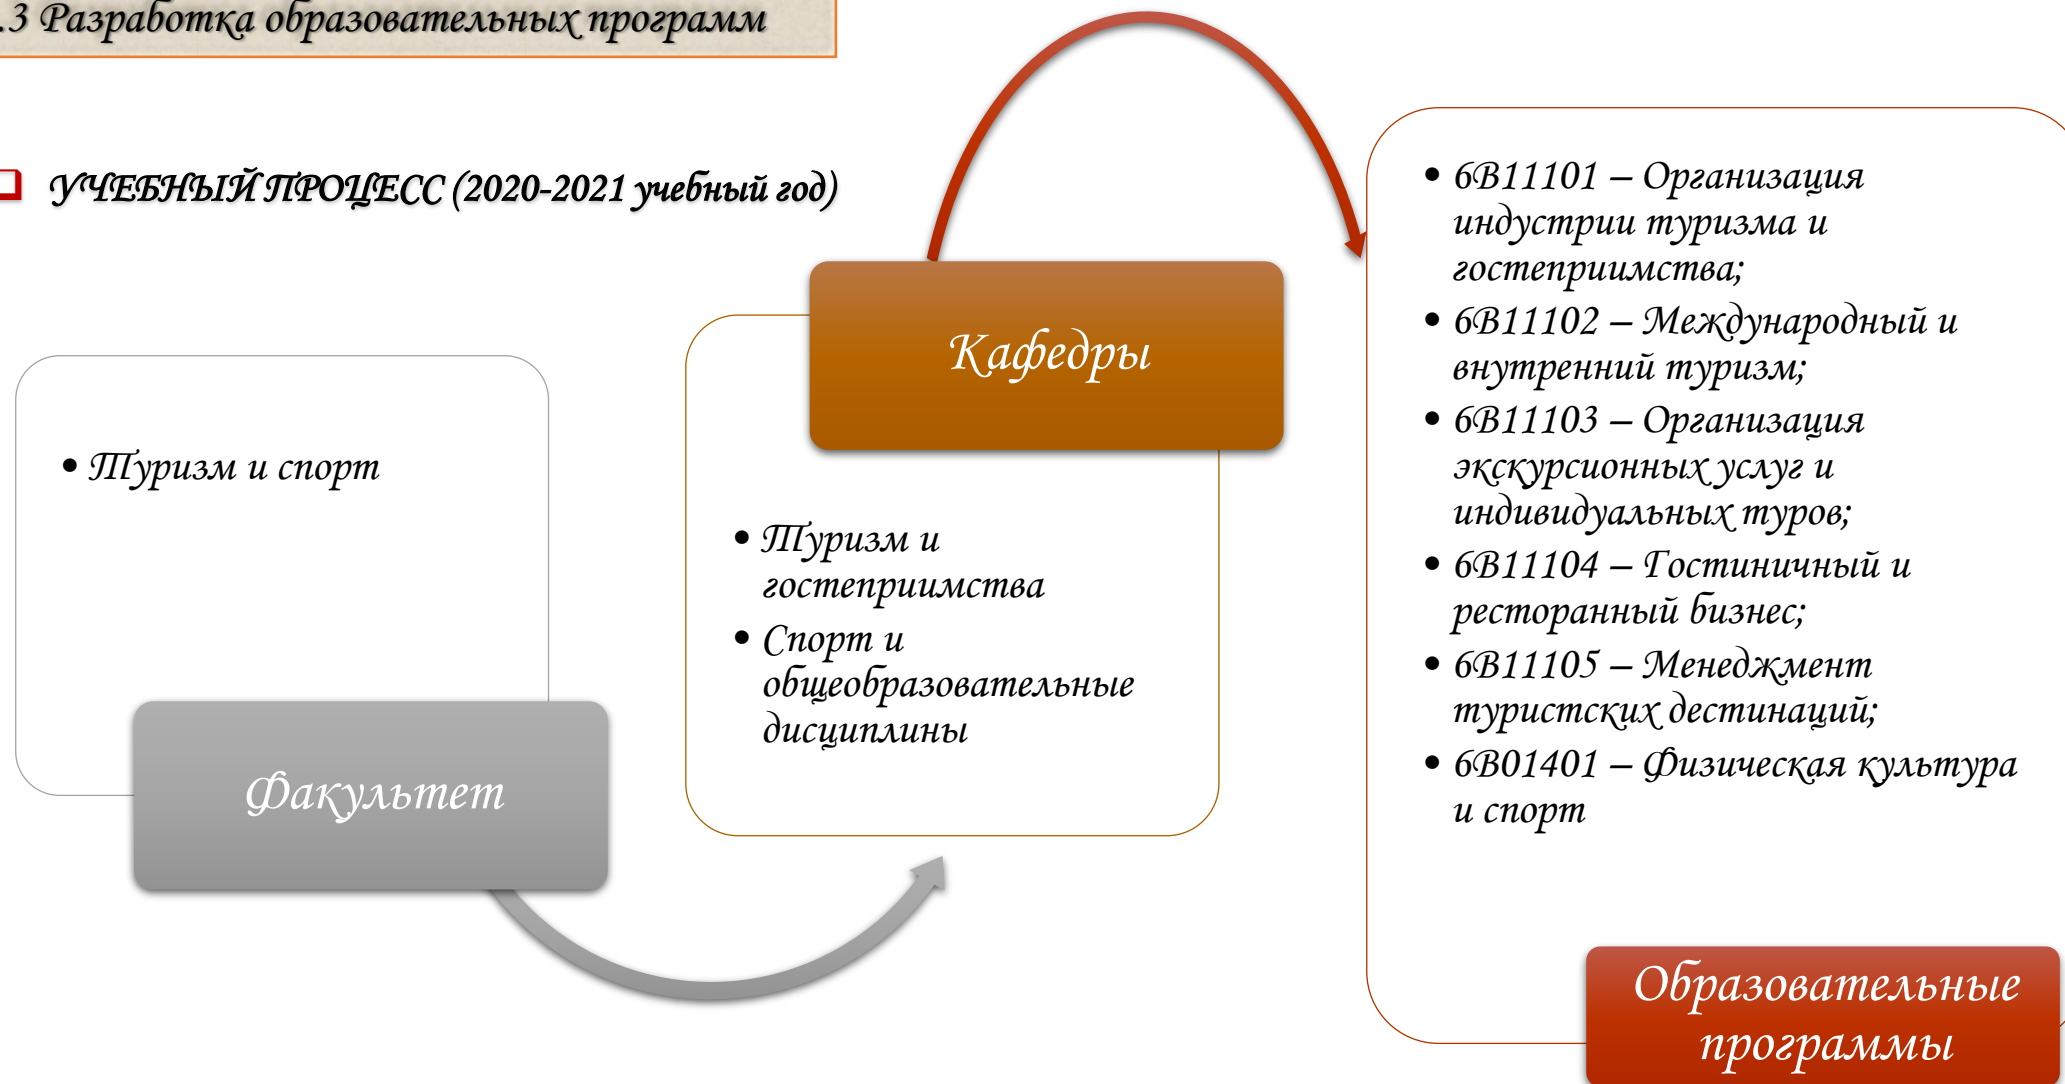 .3 Разработка образовательных программ
УЧЕБНЫЙ ПРОЦЕСС (2020-2021 учебный год)
• Туризм и спорт
Факультет
Кафедры
• Туризм и
гостеприимства
• Спорт и
общеобразовательные
дисциплины
• 6В11101 – Организация
индустрии туризма и
гостеприимства;
• 6В11102 – Международный и
внутренний туризм;
• 6В11103 – Организация
экскурсионных услуг и
индивидуальных туров;
• 6В11104 – Гостиничный и
ресторанный бизнес;
• 6В11105 – Менеджмент
туристских дестинаций;
• 6В01401 – Физическая культура
и спорт
Образовательные
программы